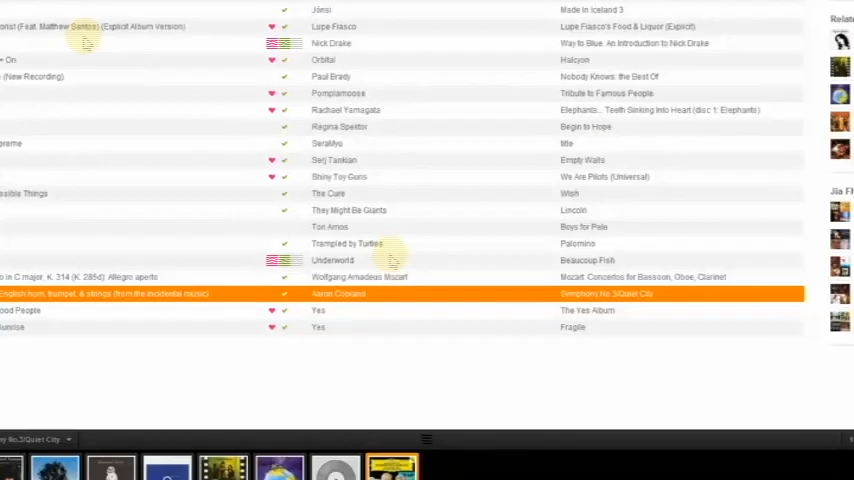 Jónsi Made in Iceland 3
orist (Feat. Matthew Santos) (Explicit Album Version) Lupe Fiasco Lupe Fiasco's Food & Liquor (Explicit)
Nick Drake Way to Blue: An Introduction to Nick Drake
+ On Orbital Halcyon
(New Recording) Paul Brady Nobody Knows: the Best Of
Pomplamoose Tribute to Famous People
Rachael Yamagata Elephants... Teeth Sinking Into Heart (disc 1: Elephants)
Regina Spektor Begin to Hope
preme SeraMyu
Serj Tankian Empty Walls
Shiny Toy Guns We Are Pilots (Universal)
ssible Things The Cure Wish
They Might Be Giants Lincoln
Tori Amos Boys for Pele
Trampled by Turtles Palomino
Underworld Beaucoup Fish
o in C major, K. 314 (K. 285d): Allegro aperto Wolfgang Amadeus Mozart Mozart: Concertos for Bassoon, Oboe, Clarinet
English horn, trumpet, & strings (from the incidental music) Aaron Copland Symphony No.3/Quiet City
ood People Yes The Yes Album
Sunrise Yes Fragile
Relate
Jia F
ny No.3/Quiet City